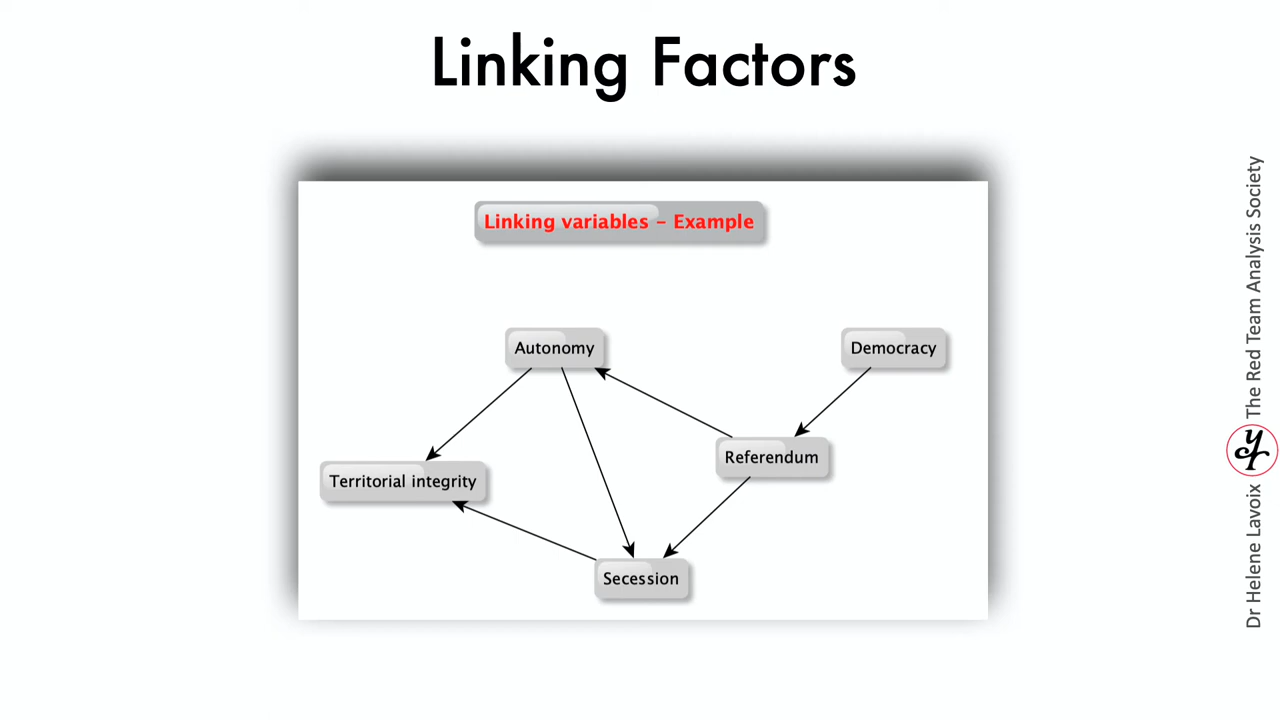 Linking Factors
Linking variables – Example
Autonomy
Democracy
Referendum
Territorial integrity
Secession
Dr Helene Lavoix
The Red Team Analysis Society